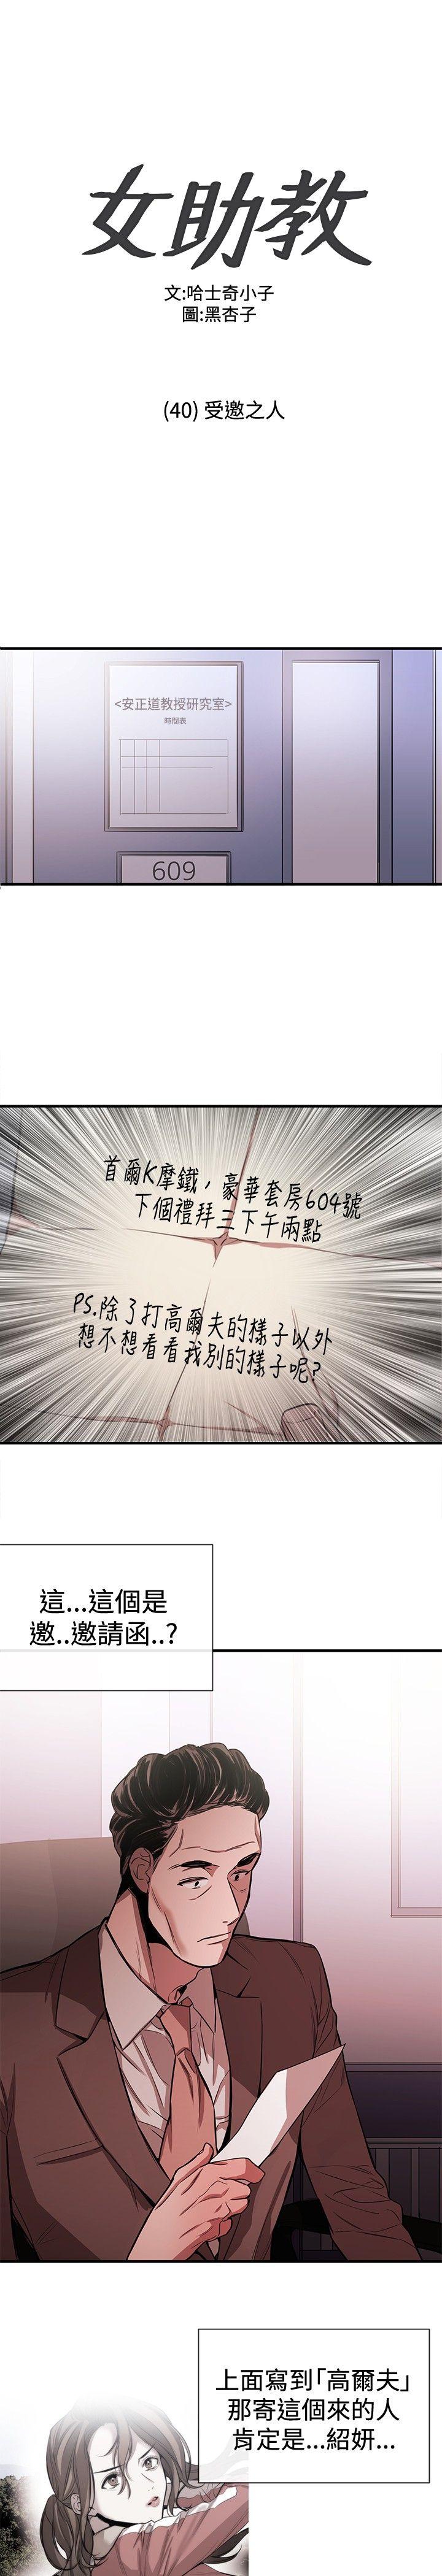 女助教
文:哈士奇小子
圖:黑杏子
(40) 受邀之人
<安正道教授研究室>
時間表
609
首爾K摩鐵，豪華套房604號
下個禮拜三下午兩點
PS.除了打高爾夫的樣子以外
想不想看看我別的樣子呢?
這...這個是
邀..邀請函..?
上面寫到「高爾夫」
那寄這個來的人
肯定是...紹妍...